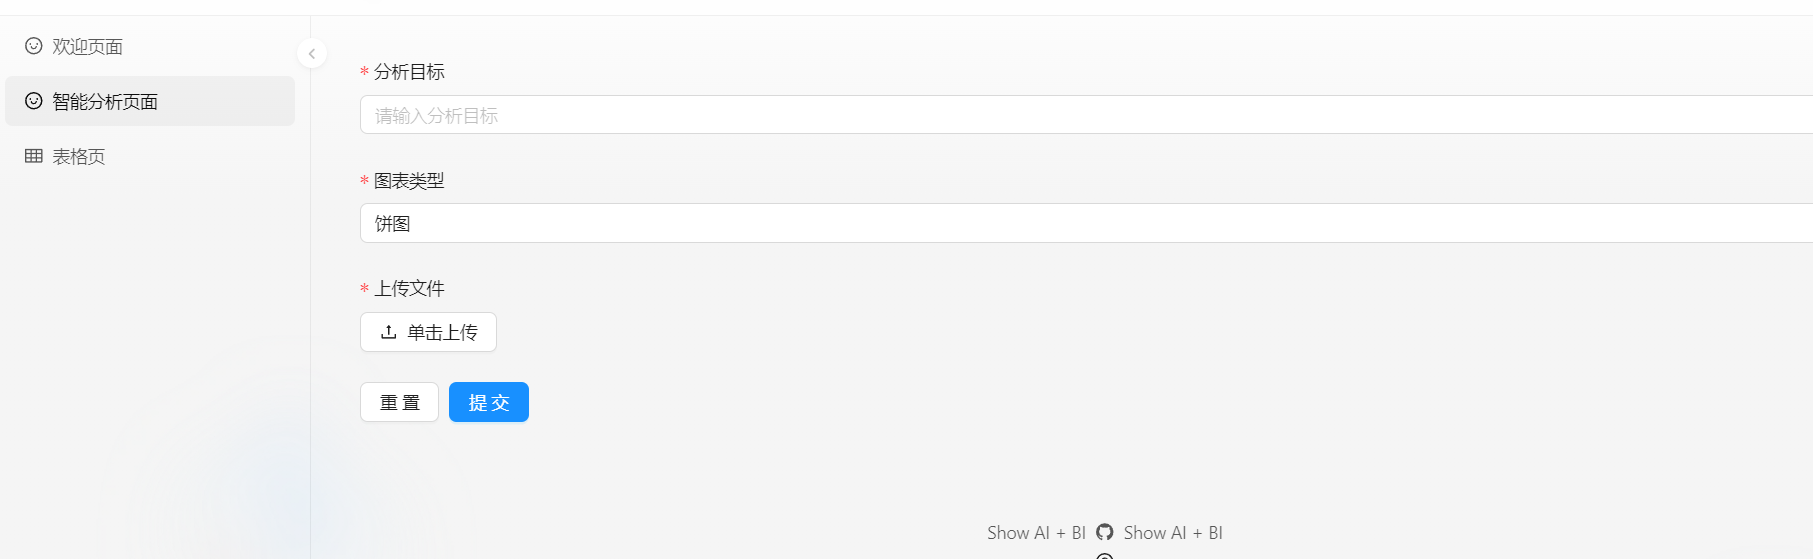 欢迎页面
智能分析页面
表格页
* 分析目标
请输入分析目标
* 图表类型
饼图
* 上传文件
单击上传
重 置
提 交
Show AI + BI Show AI + BI